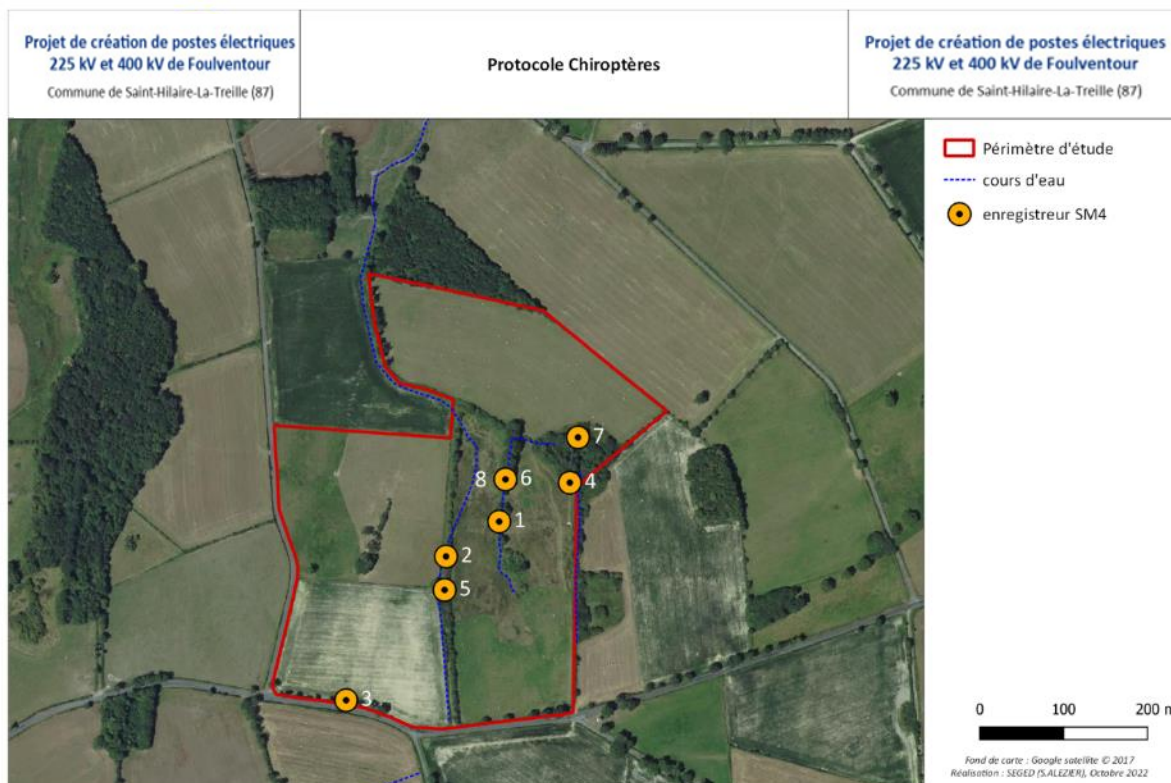 Projet de création de postes électriques
225 kV et 400 kV de Foulventour
Commune de Saint-Hilaire-La-Treille (87)
Protocole Chiroptères
Projet de création de postes électriques
225 kV et 400 kV de Foulventour
Commune de Saint-Hilaire-La-Treille (87)
Périmètre d'étude
cours d'eau
enregistreur SM4
7
8 6 4
1
2
5
3
0 100 200 m
Fond de carte : Google satellite © 2017
Réalisation : SEGED (S.ALEZIER), Octobre 2022